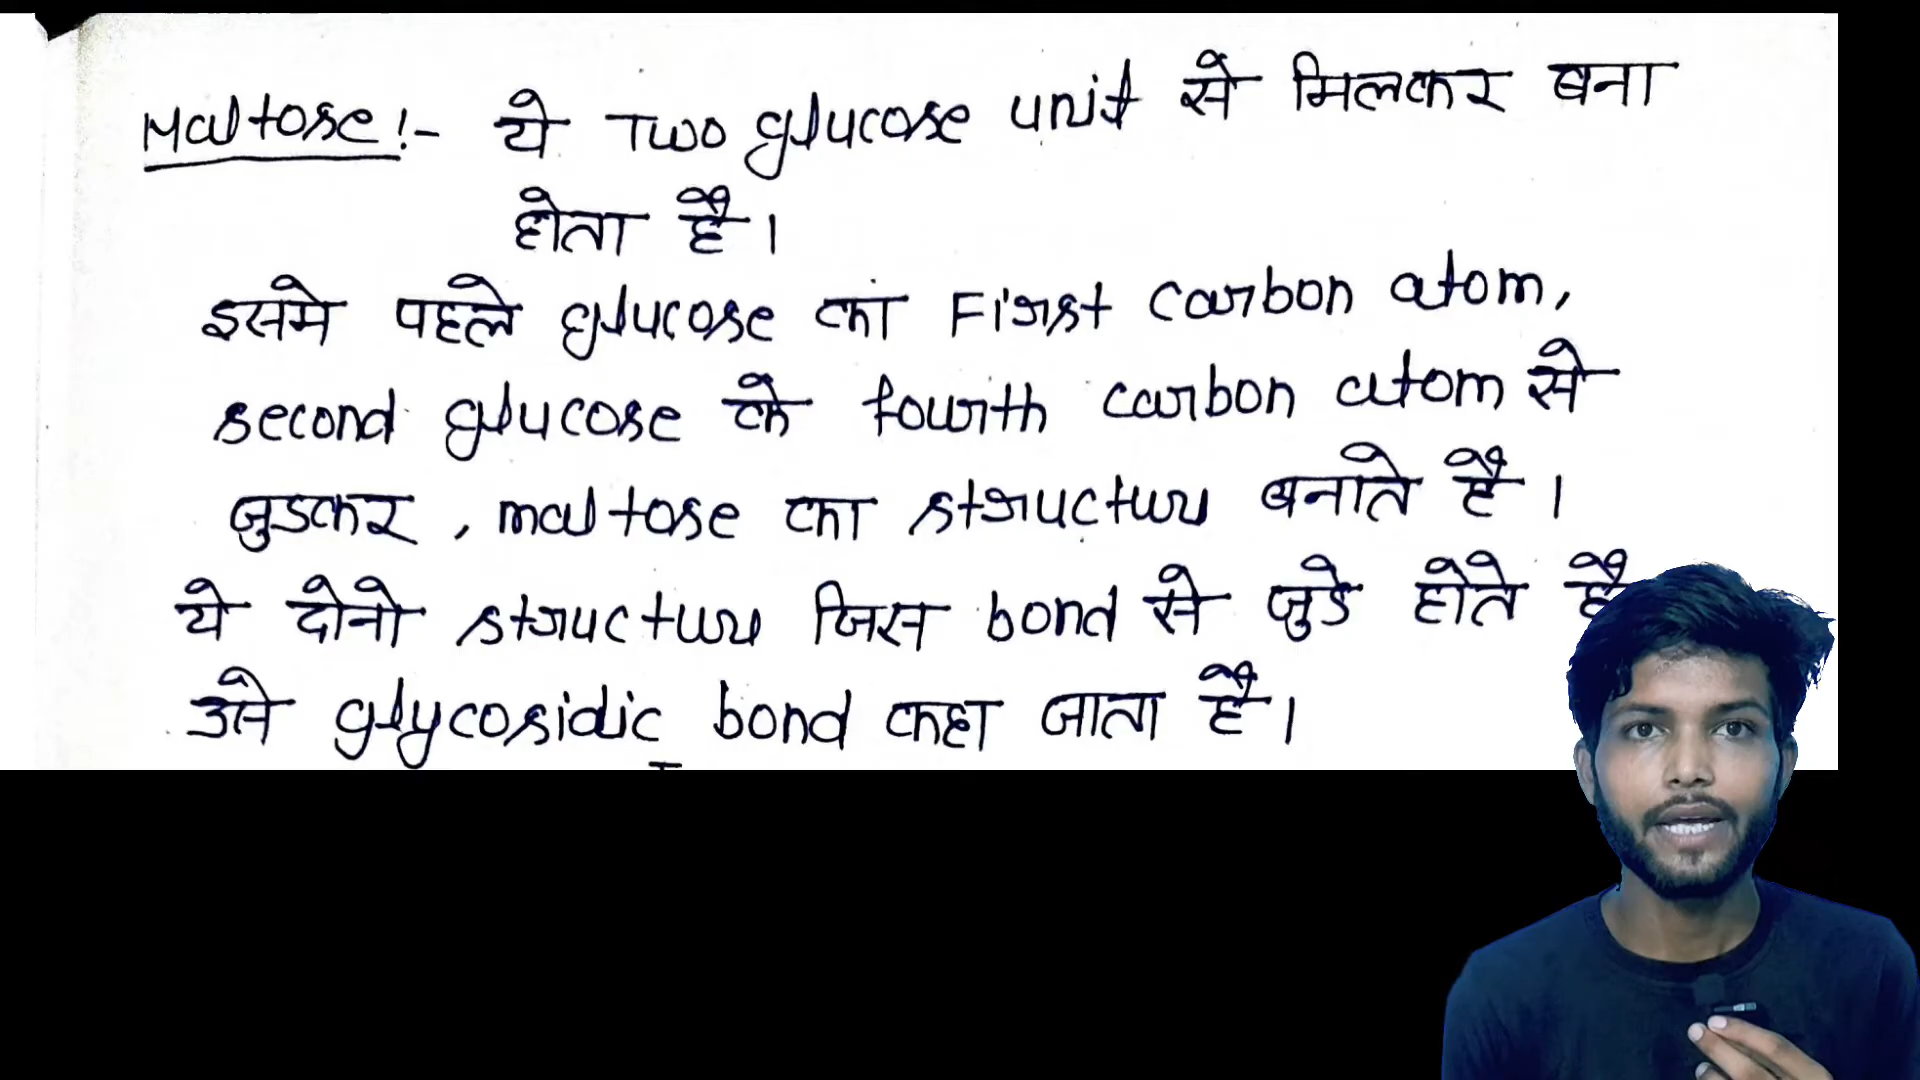 Maltose:- ये Two glucose unit से मिलकर बना
होता है।
इसमे पहले glucose का First carbon atom,
second glucose के fourth carbon atom से
जुडकर, maltose का structure बनाते है।
ये दोनो structure जिस bond से जुडे होते है
उसे glycosidic bond कहा जाता है।